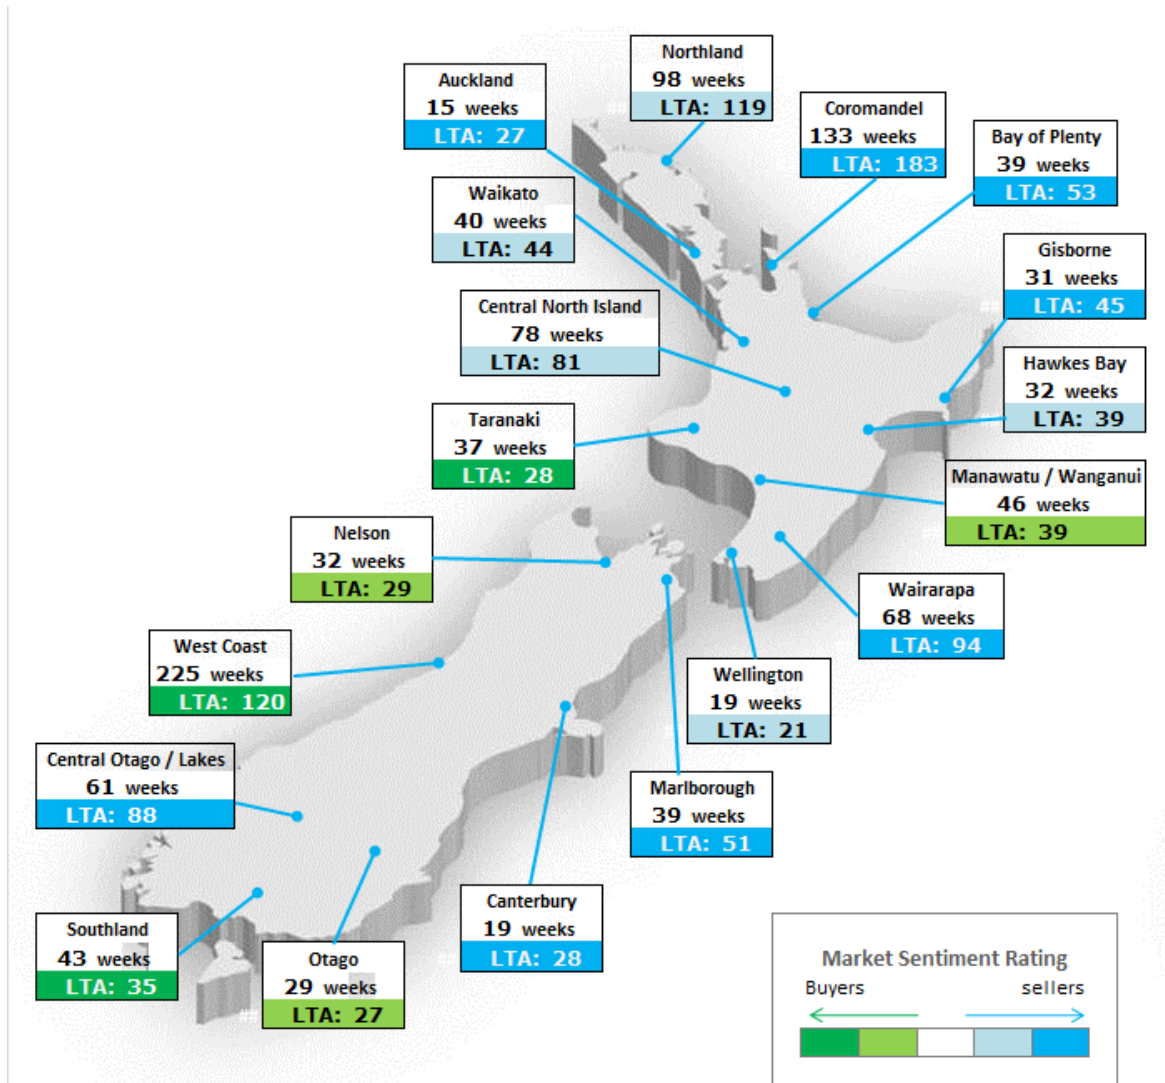 Northland
98 weeks
LTA: 119
Auckland
15 weeks
LTA: 27
Coromandel
133 weeks
LTA: 183
Bay of Plenty
39 weeks
LTA: 53
Waikato
40 weeks
LTA: 44
Gisborne
31 weeks
LTA: 45
Central North Island
78 weeks
LTA: 81
Hawkes Bay
32 weeks
LTA: 39
Taranaki
37 weeks
LTA: 28
Manawatu / Wanganui
46 weeks
LTA: 39
Nelson
32 weeks
LTA: 29
Wairarapa
68 weeks
LTA: 94
West Coast
225 weeks
LTA: 120
Wellington
19 weeks
LTA: 21
Central Otago / Lakes
61 weeks
LTA: 88
Marlborough
39 weeks
LTA: 51
Canterbury
19 weeks
LTA: 28
Southland
43 weeks
LTA: 35
Otago
29 weeks
LTA: 27
##
Market Sentiment Rating
Buyers sellers